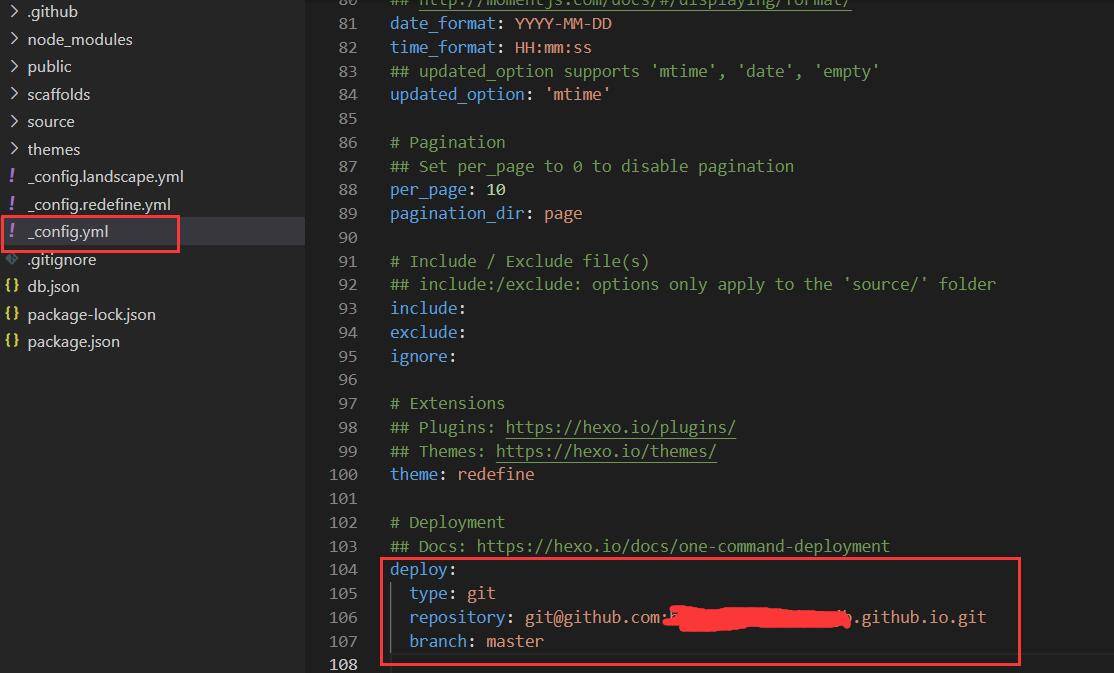 .github
node_modules
public
scaffolds
source
themes
_config.landscape.yml
_config.redefine.yml
_config.yml
.gitignore
db.json
package-lock.json
package.json
80 ## http://momentjs.com/docs/#/displaying/format/
81 date_format: YYYY-MM-DD
82 time_format: HH:mm:ss
83 ## updated_option supports 'mtime', 'date', 'empty'
84 updated_option: 'mtime'
85
86 # Pagination
87 ## Set per_page to 0 to disable pagination
88 per_page: 10
89 pagination_dir: page
90
91 # Include / Exclude file(s)
92 ## include:/exclude: options only apply to the 'source/' folder
93 include:
94 exclude:
95 ignore:
96
97 # Extensions
98 ## Plugins: https://hexo.io/plugins/
99 ## Themes: https://hexo.io/themes/
100 theme: redefine
101
102 # Deployment
103 ## Docs: https://hexo.io/docs/one-command-deployment
104 deploy:
105 type: git
106 repository: git@github.com: .github.io.git
107 branch: master
108